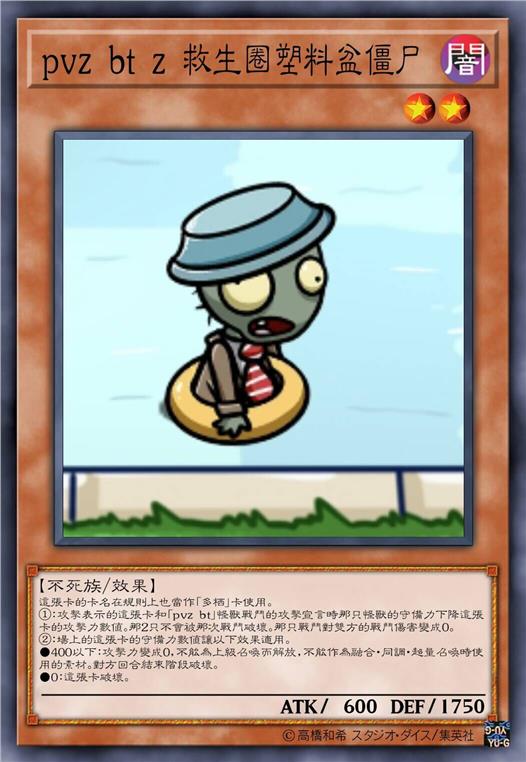 pvz bt z 救生圈塑料盆僵尸
闇
【不死族/效果】
這張卡的卡名在規則上也當作「多栖」卡使用。
①:攻擊表示的這張卡和「pvz bt」怪獸戰鬥的攻擊宣言時那只怪獸的守備力下降這張
卡的攻擊力數值。那2只不會被那次戰鬥破壞。那只戰鬥對雙方的戰鬥傷害變成0。
②:場上的這張卡的守備力數值讓以下效果適用。
●400以下:攻擊力變成0,不能為上級召喚而解放,不能作為融合·同調·超量召喚時使
用的素材。對方回合結束階段破壞。
●0:這張卡破壞。
ATK/ 600 DEF/1750
©高橋和希 スタジオ・ダイス/集英社
YU-G